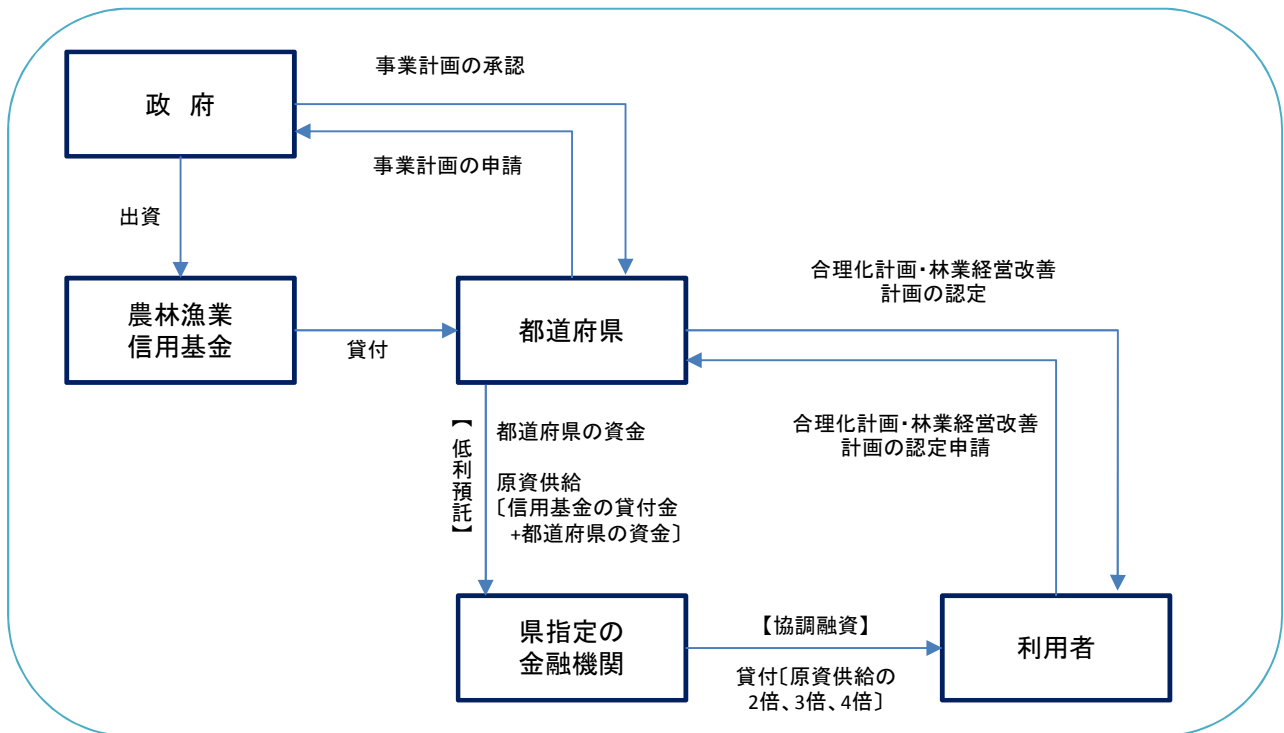 事業計画の承認
政 府
事業計画の申請
出資
合理化計画・林業経営改善
計画の認定
農林漁業
信用基金
貸付
都道府県
【低利預託】
都道府県の資金
原資供給
〔信用基金の貸付金
+都道府県の資金〕
合理化計画・林業経営改善
計画の認定申請
県指定の
金融機関
【協調融資】
貸付〔原資供給の
2倍、3倍、4倍〕
利用者